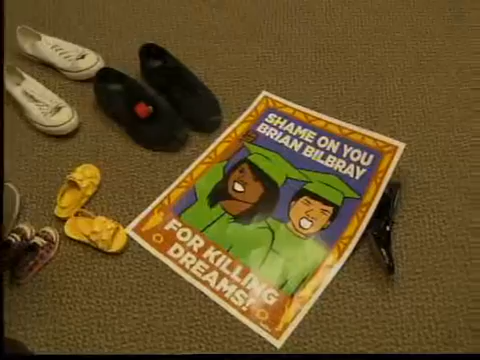 SHAME ON YOU
BRIAN BILBRAY
FOR KILLING
DREAMS!